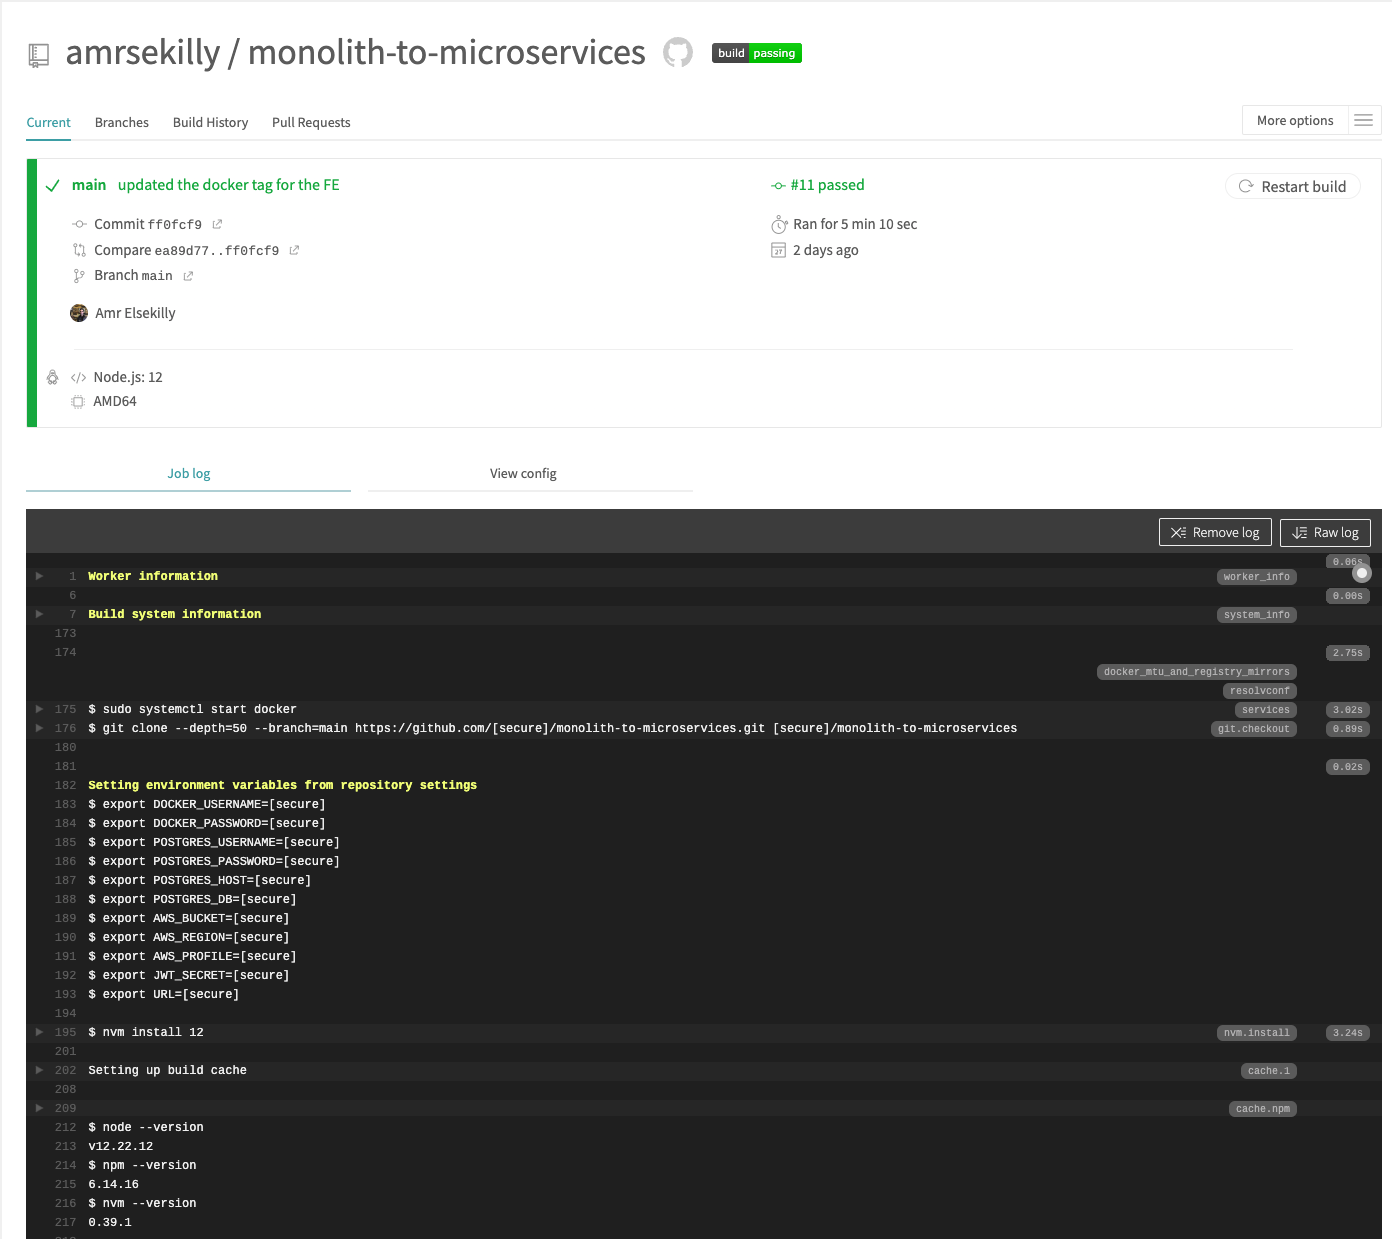 amrsekilly / monolith-to-microservices build passing
Current Branches Build History Pull Requests More options
main updated the docker tag for the FE
#11 passed
Restart build
Commit ff0fcf9
Ran for 5 min 10 sec
Compare ea89d77..ff0fcf9
27 2 days ago
Branch main
Amr Elsekilly
Node.js: 12
AMD64
Job log View config
Remove log Raw log
0.06s
1 Worker information worker_info
6 0.00s
7 Build system information system_info
173
174 2.75s
docker_mtu_and_registry_mirrors
resolvconf
175 $ sudo systemctl start docker services 3.02s
176 $ git clone --depth=50 --branch=main https://github.com/[secure]/monolith-to-microservices.git [secure]/monolith-to-microservices git.checkout 0.89s
180
181 0.02s
182 Setting environment variables from repository settings
183 $ export DOCKER_USERNAME=[secure]
184 $ export DOCKER_PASSWORD=[secure]
185 $ export POSTGRES_USERNAME=[secure]
186 $ export POSTGRES_PASSWORD=[secure]
187 $ export POSTGRES_HOST=[secure]
188 $ export POSTGRES_DB=[secure]
189 $ export AWS_BUCKET=[secure]
190 $ export AWS_REGION=[secure]
191 $ export AWS_PROFILE=[secure]
192 $ export JWT_SECRET=[secure]
193 $ export URL=[secure]
194
195 $ nvm install 12 nvm.install 3.24s
201
202 Setting up build cache cache.1
208
209 cache.npm
212 $ node --version
213 v12.22.12
214 $ npm --version
215 6.14.16
216 $ nvm --version
217 0.39.1